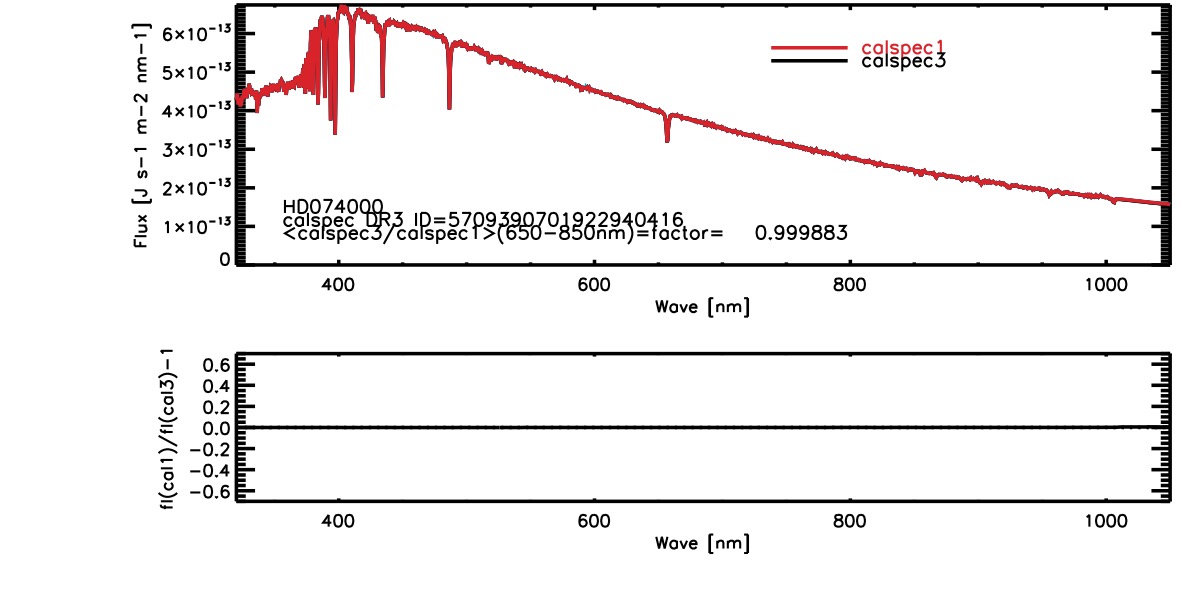 Flux [J s-1 m-2 nm-1]
6×10-13
5×10-13
4×10-13
3×10-13
2×10-13
1×10-13
0
calspec1
calspec3
HD074000
calspec DR3 ID=5709390701922940416
<calspec3/calspec1>(650-850nm)=factor= 0.999883
400 600 800 1000
Wave [nm]
fl(cal1)/fl(cal3)-1
0.6
0.4
0.2
0.0
-0.2
-0.4
-0.6
400 600 800 1000
Wave [nm]